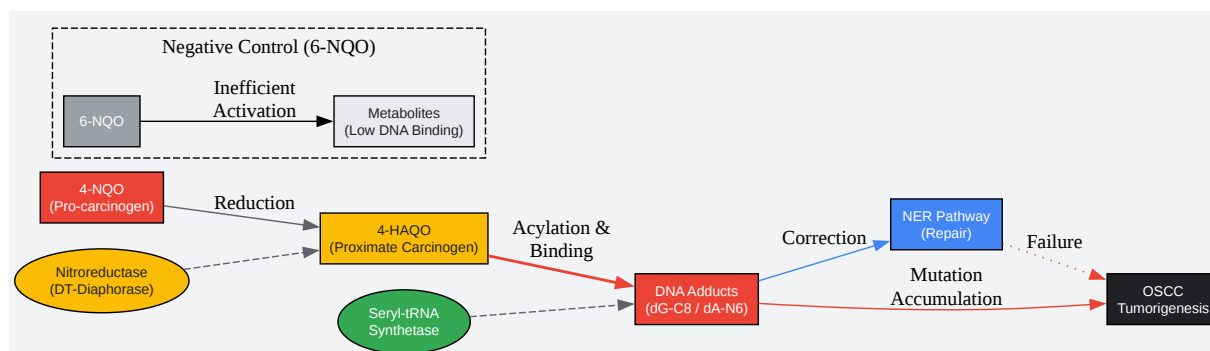 Negative Control (6-NQO)
Inefficient
Activation
6-NQO
Metabolites
(Low DNA Binding)
4-NQO
(Pro-carcinogen)
Reduction
Nitroreductase
(DT-Diaphorase)
4-HAQO
(Proximate Carcinogen)
Acylation &
Binding
Seryl-tRNA
Synthetase
DNA Adducts
(dG-C8 / dA-N6)
Correction
NER Pathway
(Repair)
Failure
Mutation
Accumulation
OSCC
Tumorigenesis